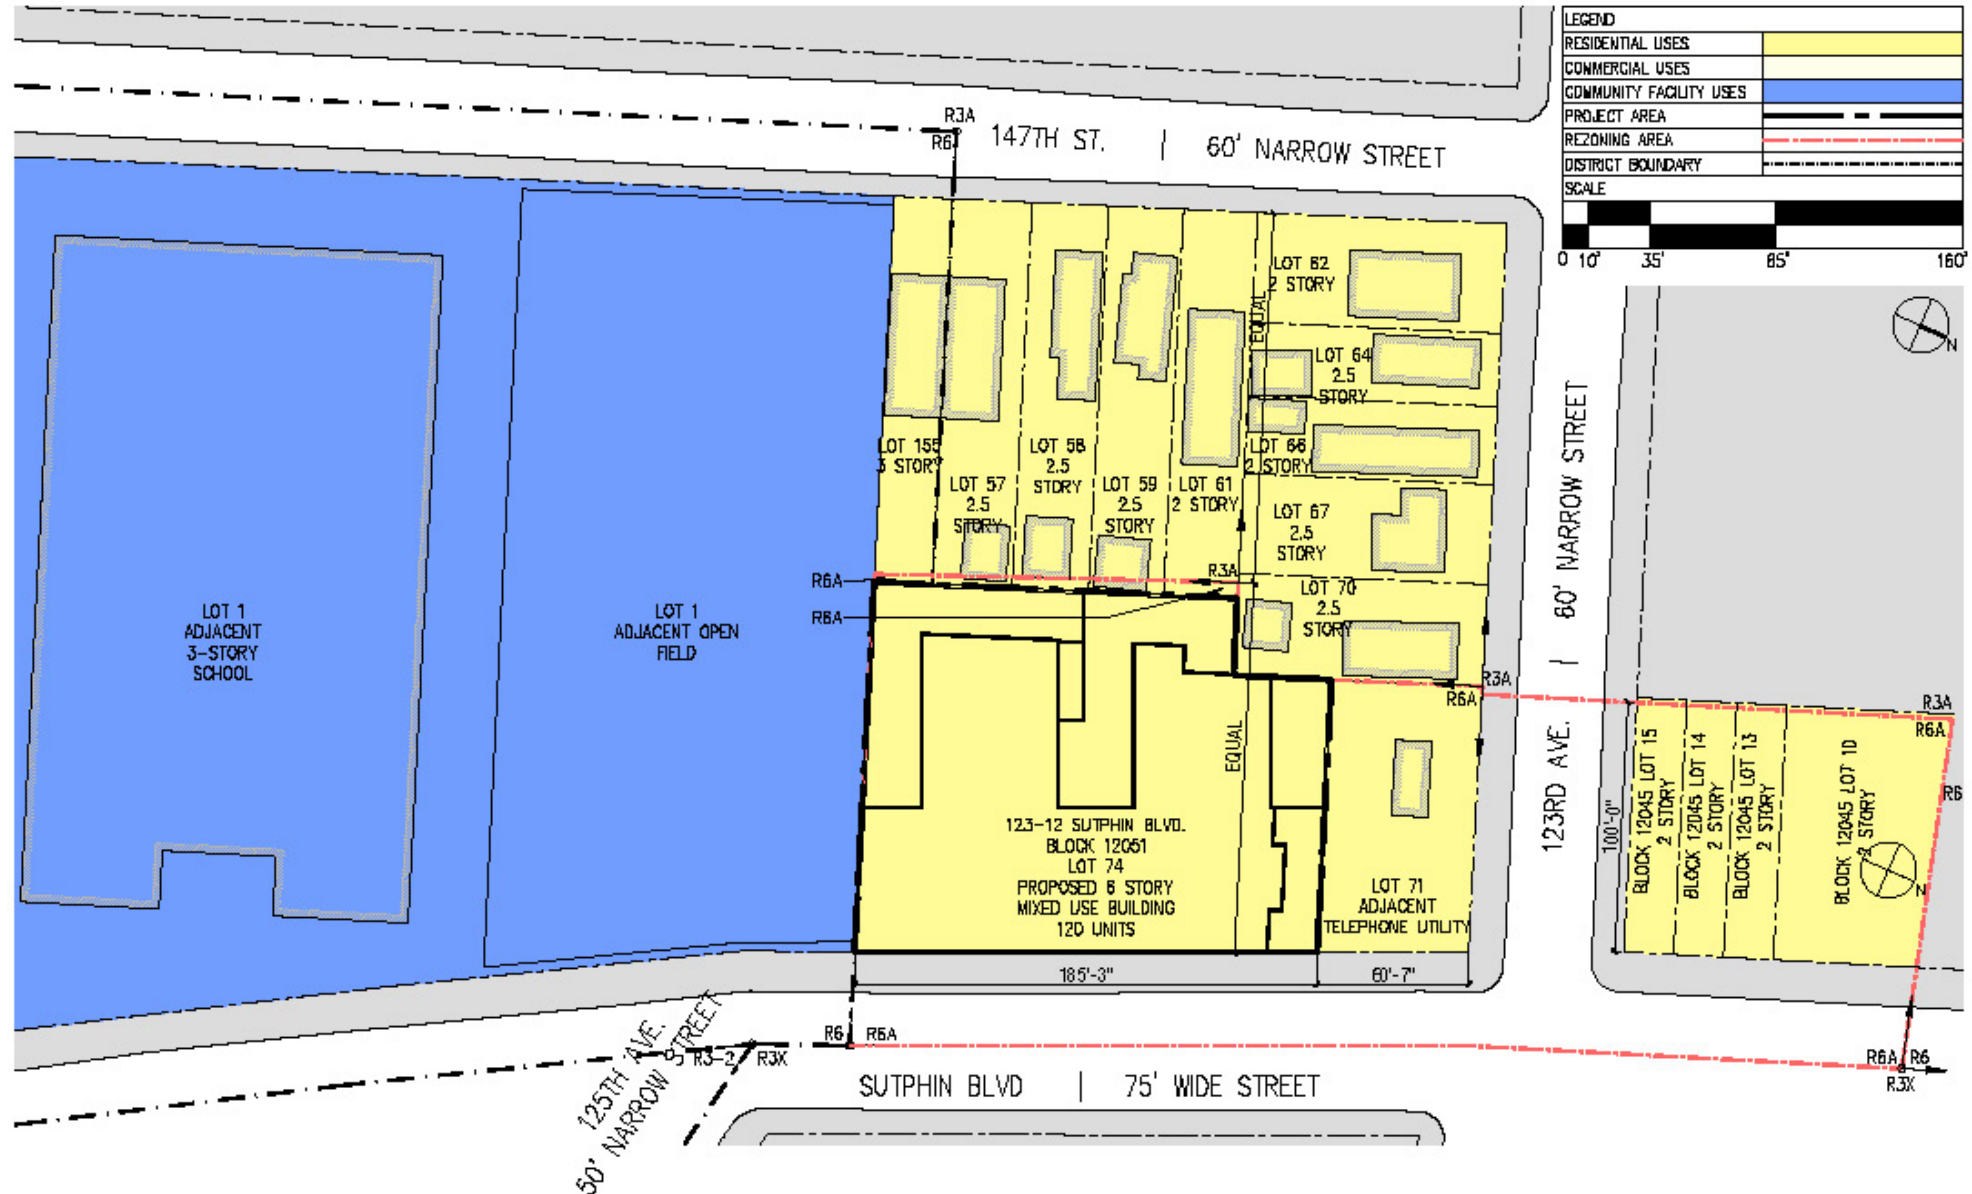 LEGEND
RESIDENTIAL USES
COMMERCIAL USES
COMMUNITY FACILITY USES
PROJECT AREA
REZONING AREA
DISTRICT BOUNDARY
SCALE
0 10' 35' 85' 160'
N
R3A
R6
147TH ST. | 60' NARROW STREET
LOT 62
2 STORY
EQUAL
LOT 64
2.5
STORY
LOT 155
3 STORY
LOT 57
2.5
STORY
LOT 58
2.5
STORY
LOT 59
2.5
STORY
LOT 61
2 STORY
LOT 66
2 STORY
LOT 67
2.5
STORY
LOT 70
2.5
STORY
R6A
R6A
R3A
R3A
R6A
LOT 1
ADJACENT
3-STORY
SCHOOL
LOT 1
ADJACENT OPEN
FIELD
EQUAL
123-12 SUTPHIN BLVD.
BLOCK 12051
LOT 74
PROPOSED 6 STORY
MIXED USE BUILDING
120 UNITS
LOT 71
ADJACENT
TELEPHONE UTILITY
123RD AVE. | 60' NARROW STREET
100'-0"
BLOCK 12045 LOT 15
2 STORY
BLOCK 12045 LOT 14
2 STORY
BLOCK 12045 LOT 13
2 STORY
BLOCK 12045 LOT 10
2 STORY
N
R3A
R6A
R6
185'-3"
60'-7"
125TH AVE.
50' NARROW STREET
R3-2
R3X
R6
R6A
SUTPHIN BLVD | 75' WIDE STREET
R6A
R6
R3X